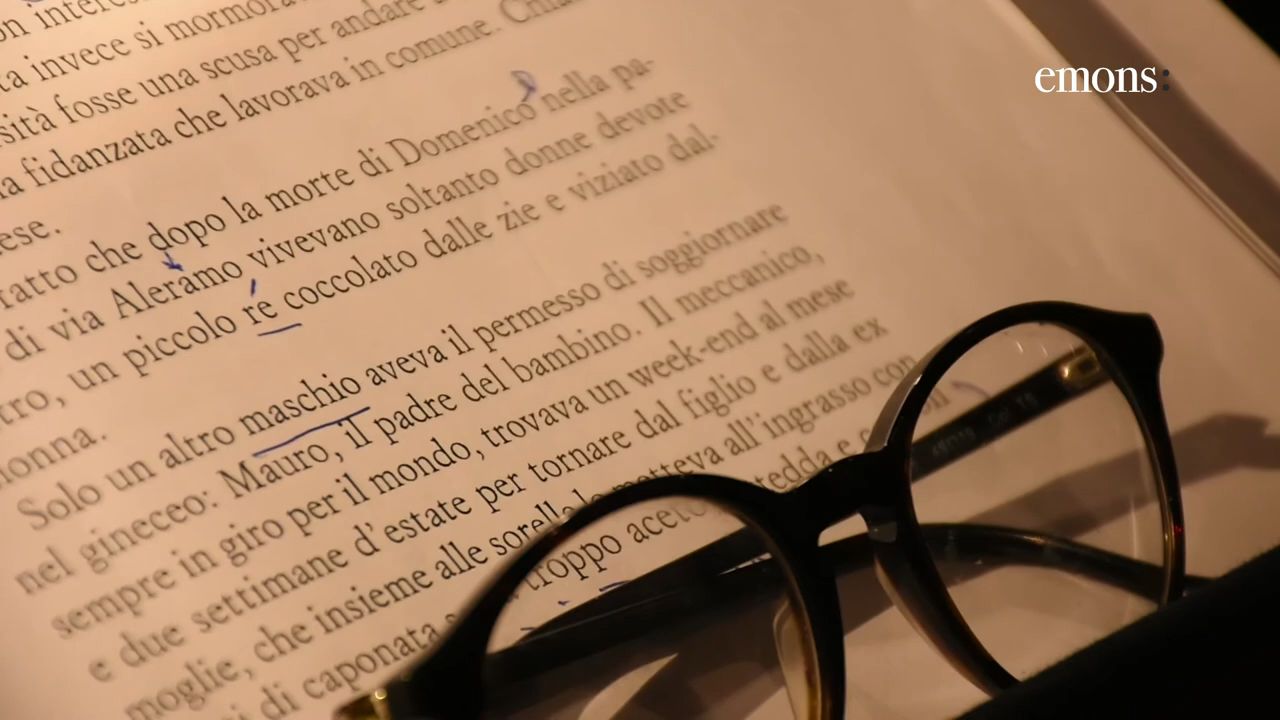 emons:
on interes
ta invece si mormora
sità fosse una scusa per andare
a fidanzata che lavorava in comune.
ese.
fatto che dopo la morte di Domenico nella pa-
di via Aleramo vivevano soltanto donne devote
tro, un piccolo re coccolato dalle zie e viziato dal-
onna.
Solo un altro maschio aveva il permesso di soggiornare
nel gineceo: Mauro, il padre del bambino. Il meccanico,
sempre in giro per il mondo, trovava un week-end al mese
e due settimane d'estate per tornare dal figlio e dalla ex
moglie, che insieme alle sorelle lo metteva all'ingrasso con
di caponata troppo aceto